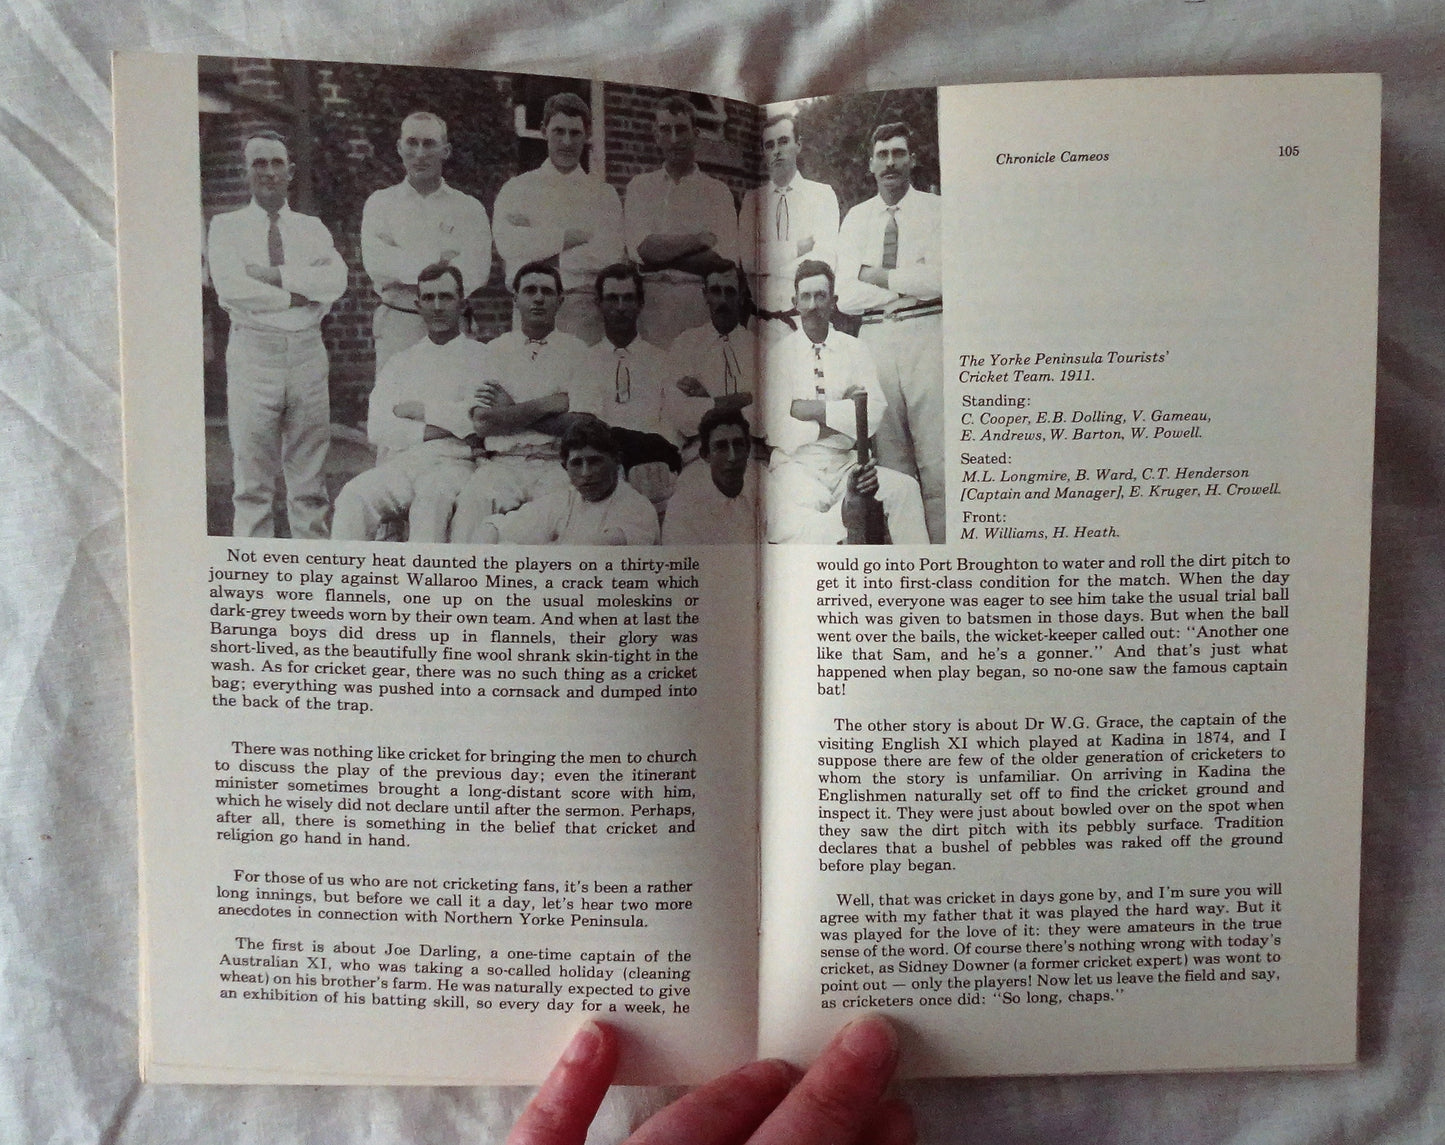 Not even century heat daunted the players on a thirty-mile
journey to play against Wallaroo Mines, a crack team which
always wore flannels, one up on the usual moleskins or
dark-grey tweeds worn by their own team. And when at last the
Barunga boys did dress up in flannels, their glory was
short-lived, as the beautifully fine wool shrank skin-tight in the
wash. As for cricket gear, there was no such thing as a cricket
bag; everything was pushed into a cornsack and dumped into
the back of the trap.
There was nothing like cricket for bringing the men to church
to discuss the play of the previous day; even the itinerant
minister sometimes brought a long-distant score with him,
which he wisely did not declare until after the sermon. Perhaps,
after all, there is something in the belief that cricket and
religion go hand in hand.
For those of us who are not cricketing fans, it's been a rather
long innings, but before we call it a day, let's hear two more
anecdotes in connection with Northern Yorke Peninsula.
The first is about Joe Darling, a one-time captain of the
Australian XI, who was taking a so-called holiday (cleaning
wheat) on his brother's farm. He was naturally expected to give
an exhibition of his batting skill, so every day for a week, he
Chronicle Cameos 105
The Yorke Peninsula Tourists'
Cricket Team. 1911.
Standing:
C. Cooper, E.B. Dolling, V. Gameau,
E. Andrews, W. Barton, W. Powell.
Seated:
M.L. Longmire, B. Ward, C.T. Henderson
[Captain and Manager], E. Kruger, H. Crowell.
Front:
M. Williams, H. Heath.
would go into Port Broughton to water and roll the dirt pitch to
get it into first-class condition for the match. When the day
arrived, everyone was eager to see him take the usual trial ball
which was given to batsmen in those days. But when the ball
went over the bails, the wicket-keeper called out: "Another one
like that Sam, and he's a gonner." And that's just what
happened when play began, so no-one saw the famous captain
bat!
The other story is about Dr W.G. Grace, the captain of the
visiting English XI which played at Kadina in 1874, and I
suppose there are few of the older generation of cricketers to
whom the story is unfamiliar. On arriving in Kadina the
Englishmen naturally set off to find the cricket ground and
inspect it. They were just about bowled over on the spot when
they saw the dirt pitch with its pebbly surface. Tradition
declares that a bushel of pebbles was raked off the ground
before play began.
Well, that was cricket in days gone by, and I'm sure you will
agree with my father that it was played the hard way. But it
was played for the love of it: they were amateurs in the true
sense of the word. Of course there's nothing wrong with today's
cricket, as Sidney Downer (a former cricket expert) was wont to
point out — only the players! Now let us leave the field and say,
as cricketers once did: "So long, chaps."